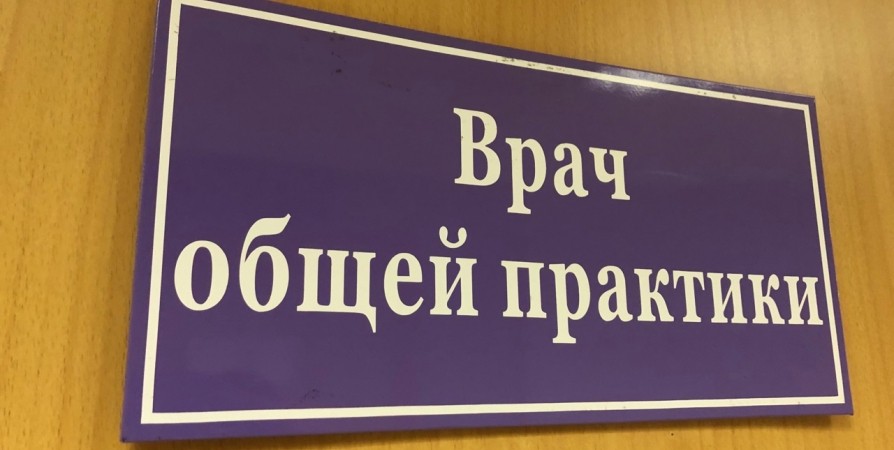 Врач
общей практики